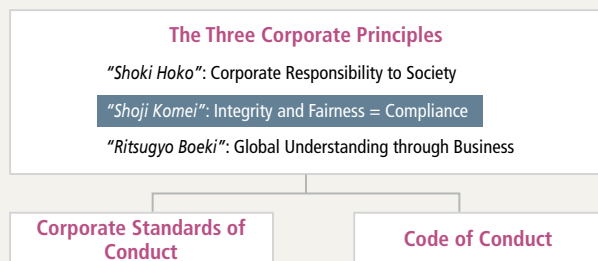 The Three Corporate Principles
“Shoki Hoko”: Corporate Responsibility to Society
“Shoji Komei”: Integrity and Fairness = Compliance
“Ritsugyo Boeki”: Global Understanding through Business
Corporate Standards of
Conduct
Code of Conduct